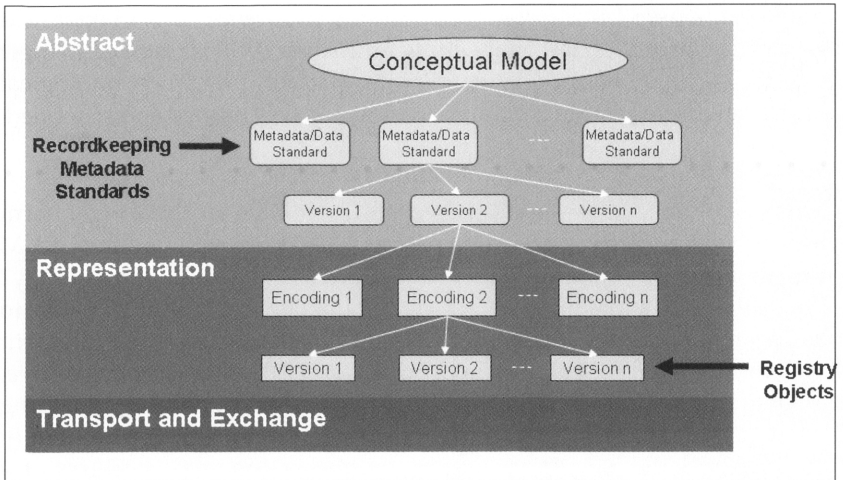 Abstract
Conceptual Model
Recordkeeping
Metadata
Standards
Metadata/Data
Standard
Metadata/Data
Standard
---
Metadata/Data
Standard
Version 1
Version 2
---
Version n
Representation
Encoding 1
Encoding 2
---
Encoding n
Version 1
Version 2
---
Version n
Registry
Objects
Transport and Exchange